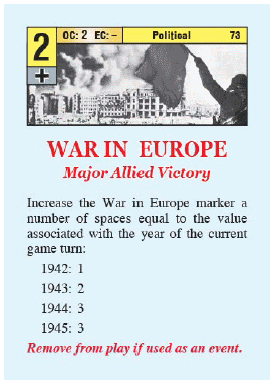 2 OC: 2 EC: – Political 73
+
WAR IN EUROPE
Major Allied Victory
Increase the War in Europe marker a
number of spaces equal to the value
associated with the year of the current
game turn:
1942: 1
1943: 2
1944: 3
1945: 3
Remove from play if used as an event.